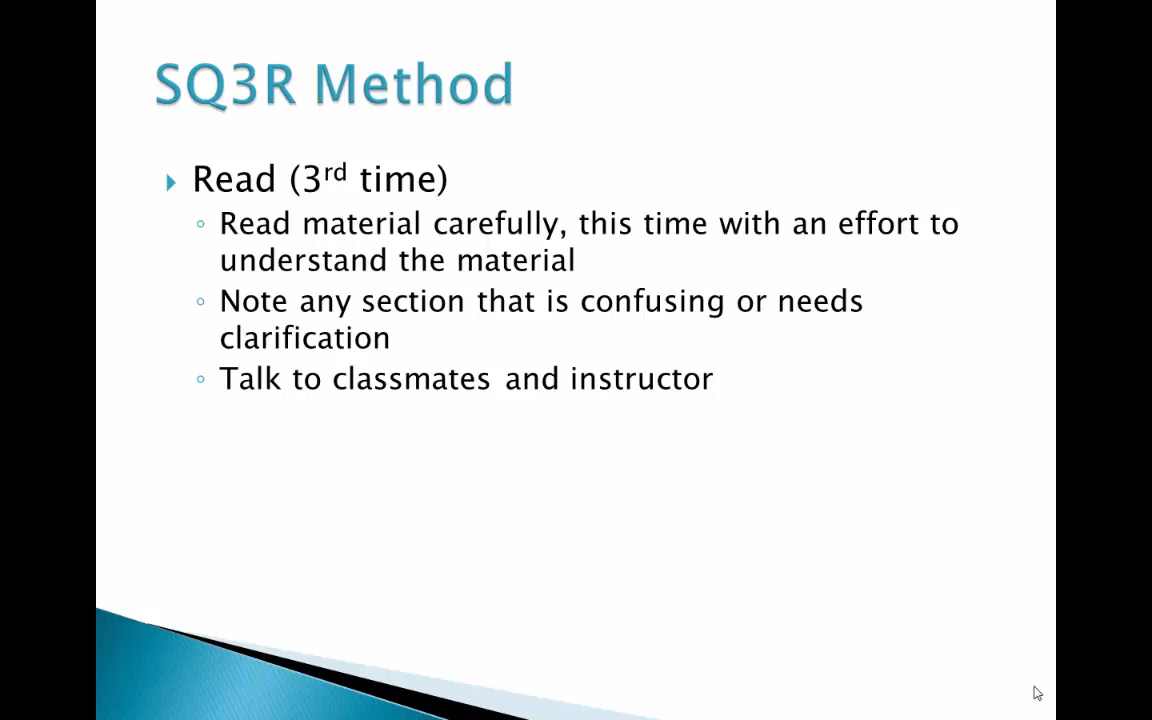 SQ3R Method
Read (3rd time)
Read material carefully, this time with an effort to
understand the material
Note any section that is confusing or needs
clarification
Talk to classmates and instructor